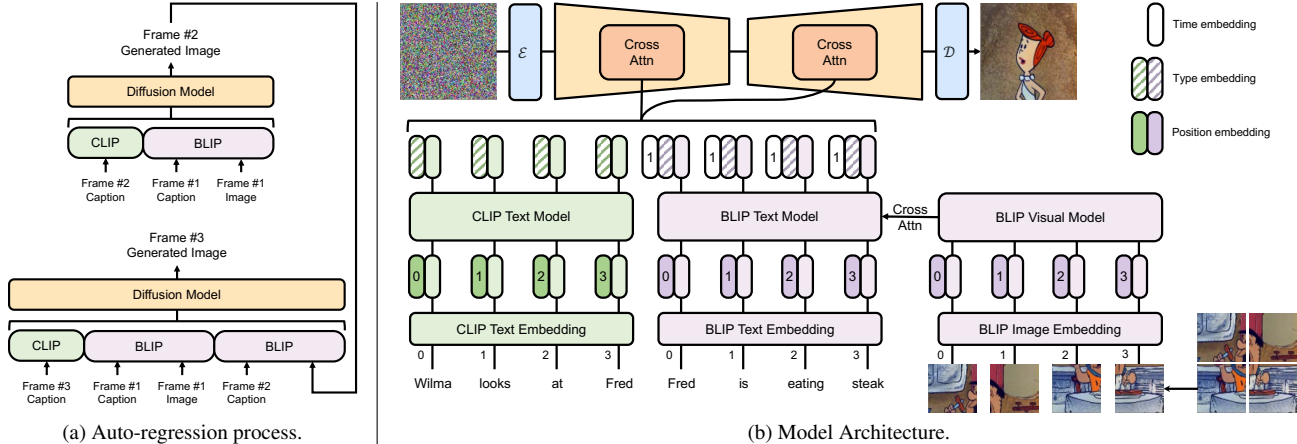 Frame #2
Generated Image
Diffusion Model
CLIP BLIP
Frame #2 Frame #1 Frame #1
Caption Caption Image
Frame #3
Generated Image
Diffusion Model
CLIP BLIP BLIP
Frame #3 Frame #1 Frame #1 Frame #2
Caption Caption Image Caption
(a) Auto-regression process.
ℰ Cross Attn Cross Attn 𝒟
Time embedding
Type embedding
Position embedding
1 1 1 1
CLIP Text Model BLIP Text Model Cross Attn BLIP Visual Model
0 1 2 3 0 1 2 3 0 1 2 3
CLIP Text Embedding BLIP Text Embedding BLIP Image Embedding
0 1 2 3 0 1 2 3 0 1 2 3
Wilma looks at Fred Fred is eating steak
(b) Model Architecture.